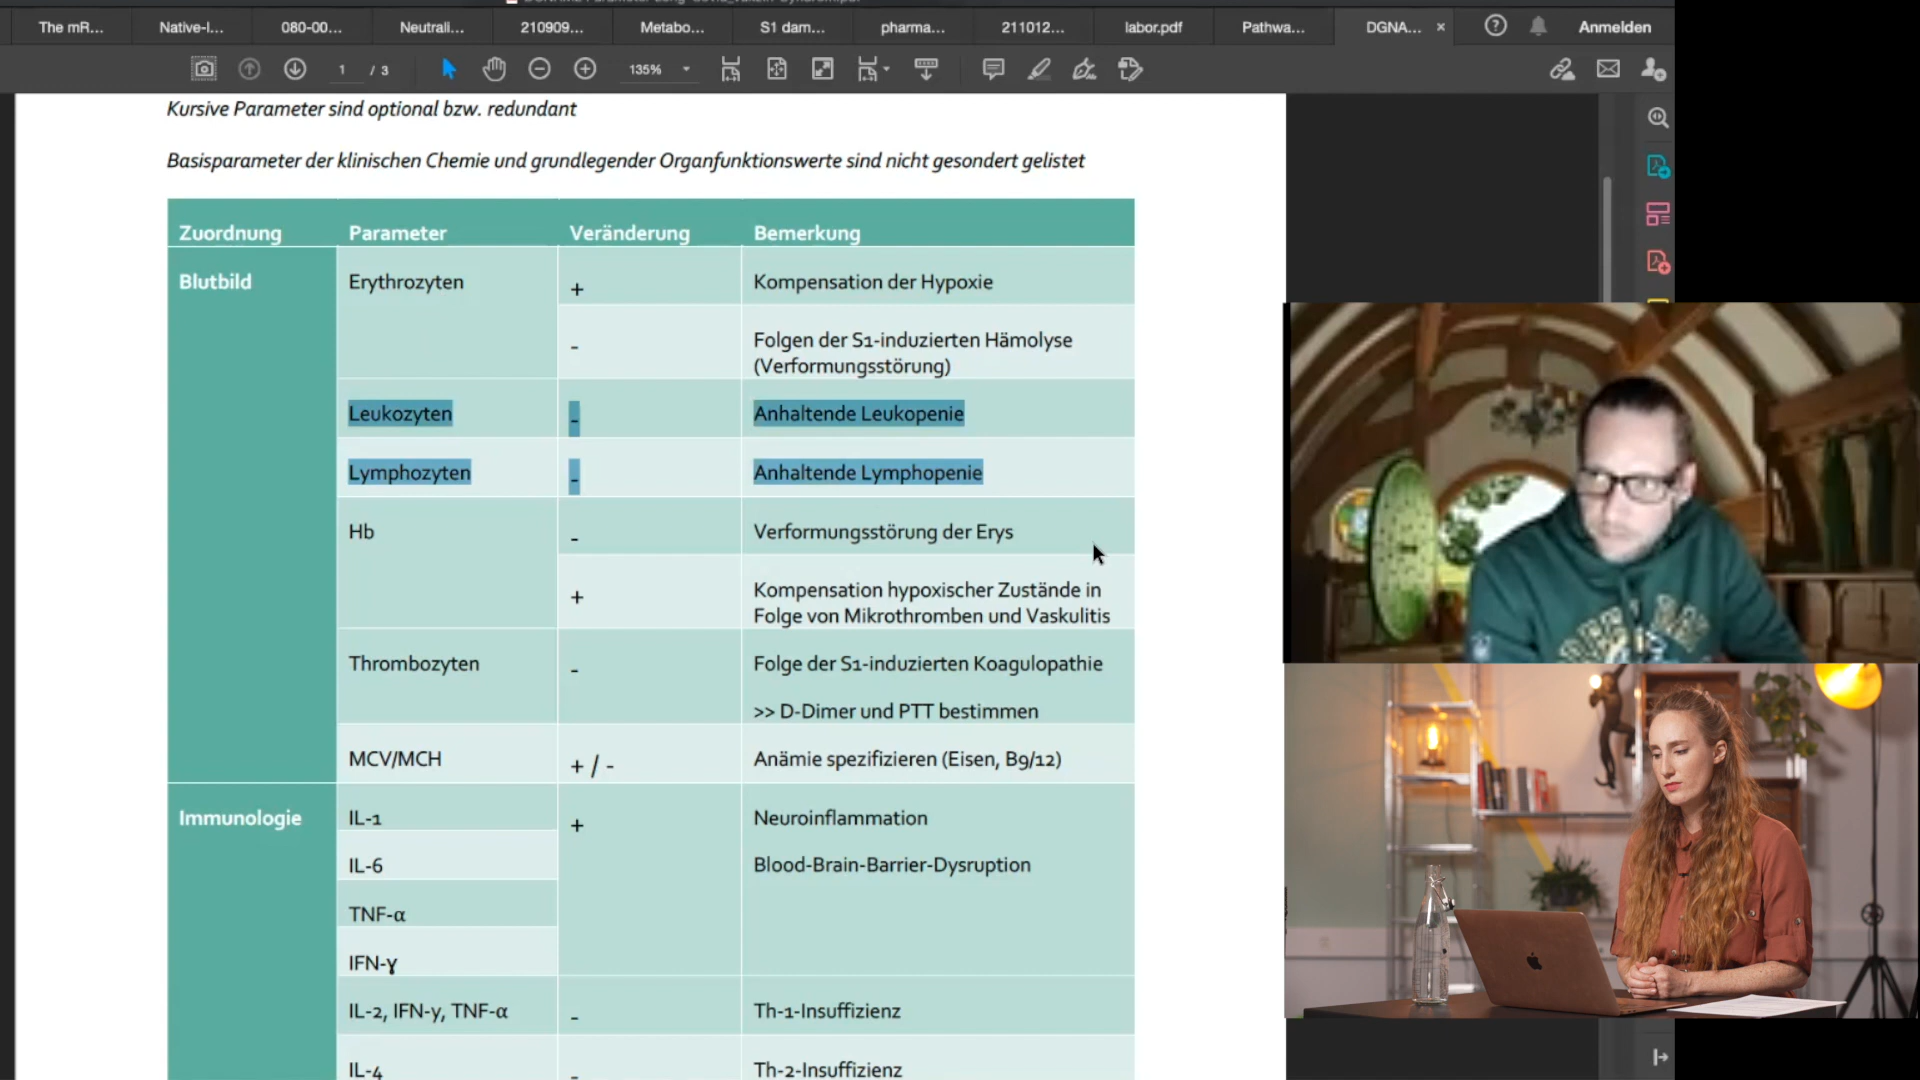 The mR...
Native-l...
080-00...
Neutrali...
210909...
Metabo...
S1 dam...
pharma...
211012...
labor.pdf
Pathwa...
DGNA... ×
?
Anmelden
1 / 3
135%
Kursive Parameter sind optional bzw. redundant
Basisparameter der klinischen Chemie und grundlegender Organfunktionswerte sind nicht gesondert gelistet
Zuordnung Parameter Veränderung Bemerkung
Blutbild Erythrozyten + Kompensation der Hypoxie
- Folgen der S1-induzierten Hämolyse
(Verformungsstörung)
Leukozyten - Anhaltende Leukopenie
Lymphozyten - Anhaltende Lymphopenie
Hb - Verformungsstörung der Erys
+ Kompensation hypoxischer Zustände in
Folge von Mikrothromben und Vaskulitis
Thrombozyten - Folge der S1-induzierten Koagulopathie
>> D-Dimer und PTT bestimmen
MCV/MCH + / - Anämie spezifizieren (Eisen, B9/12)
Immunologie IL-1 + Neuroinflammation
IL-6 Blood-Brain-Barrier-Dysruption
TNF-α
IFN-γ
IL-2, IFN-γ, TNF-α - Th-1-Insuffizienz
IL-4 - Th-2-Insuffizienz